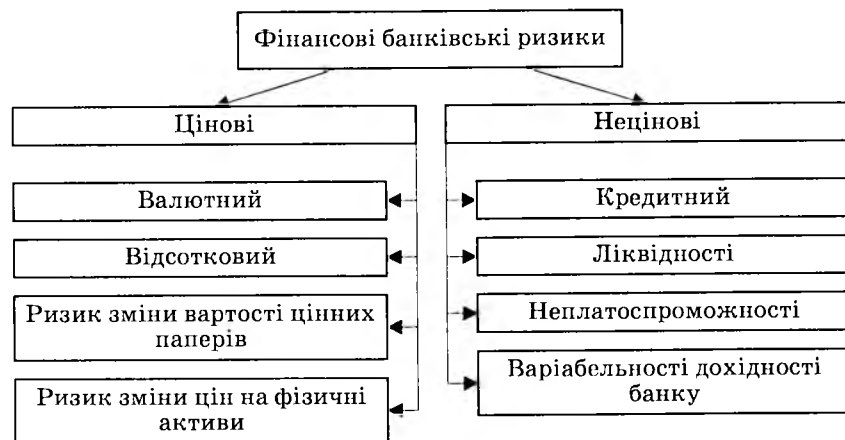 Фінансові банківські ризики
Цінові
Валютний
Відсотковий
Ризик зміни вартості цінних
паперів
Ризик зміни цін на фізичні
активи
Нецінові
Кредитний
Ліквідності
Неплатоспроможності
Варіабельності дохідності
банку